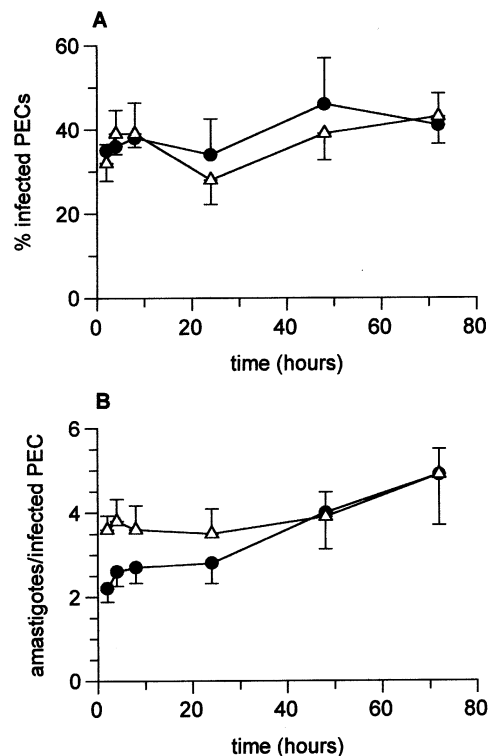 A
60
40
20
0
% infected PECs
0 20 40 60 80
time (hours)
B
6
4
2
0
amastigotes/infected PEC
0 20 40 60 80
time (hours)